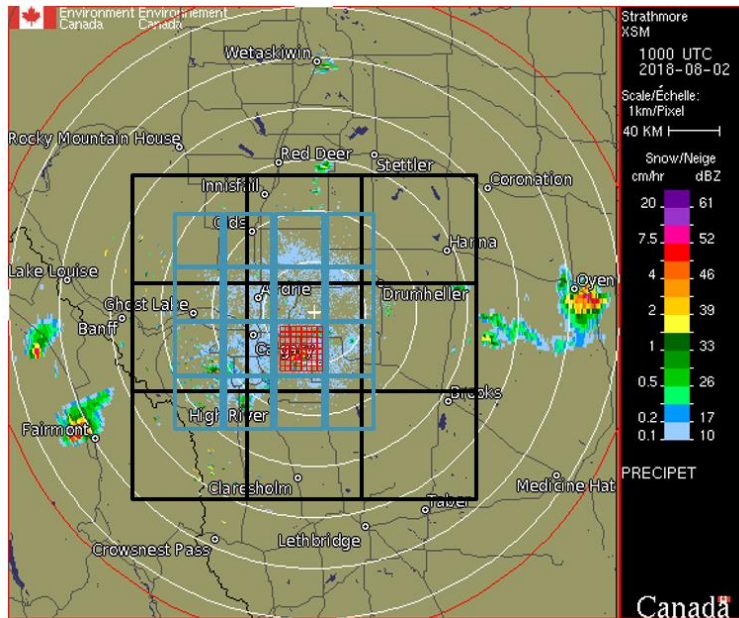 Environment Environnement
Canada Canada
Wetaskiwin
Rocky Mountain House
Red Deer
Stettler
Innisfail
Coronation
Olds
Hanna
Lake Louise
Oyen
Airdrie
Drumheller
Ghost Lake
Banff
Calgary
High River
Brooks
Fairmont
Claresholm
Medicine Hat
Taber
Crowsnest Pass
Lethbridge
Strathmore
XSM
1000 UTC
2018-08-02
Scale/Échelle:
1km/Pixel
40 KM
Snow/Neige
cm/hr dBZ
20 61
7.5 52
4 46
2 39
1 33
0.5 26
0.2 17
0.1 10
PRECIPET
Canada